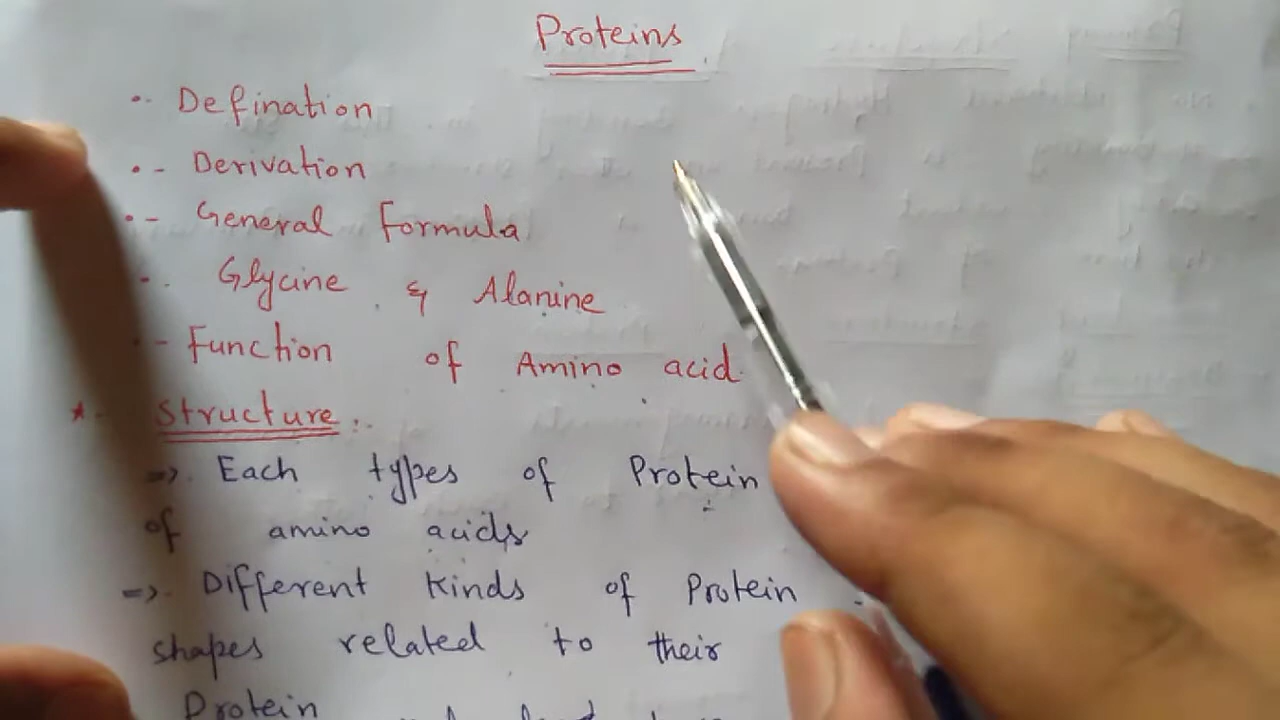 Proteins
Defination
Derivation
General Formula
Glycine & Alanine
Function of Amino acid
Structure:-
=> Each types of Protein
of amino acids
=> Different Kinds of Protein
shapes related to their
Protein